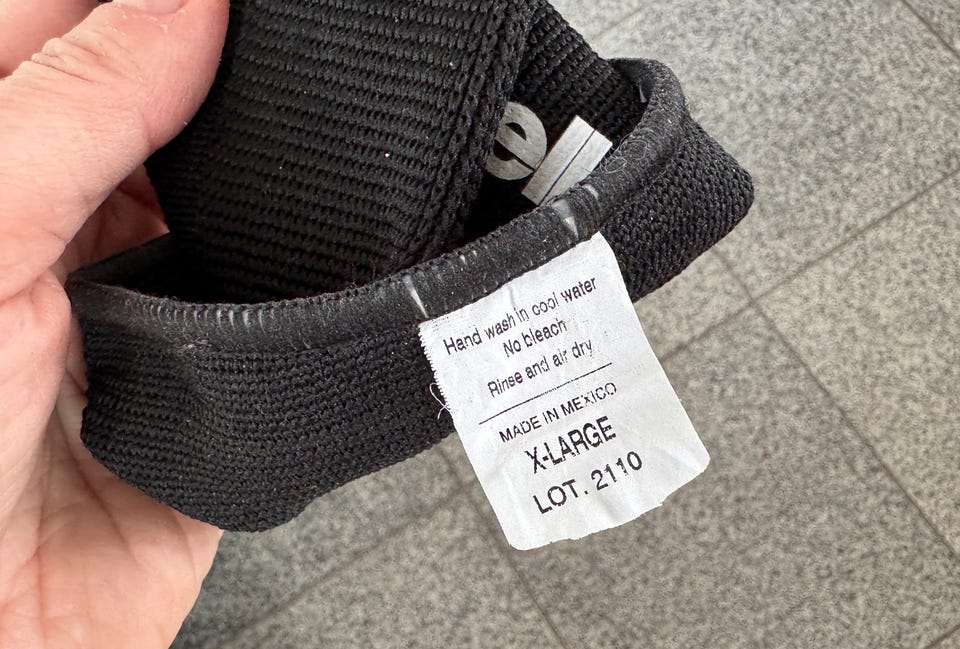 e
Hand wash in cool water
No bleach
Rinse and air dry
MADE IN MEXICO
X-LARGE
LOT. 2110